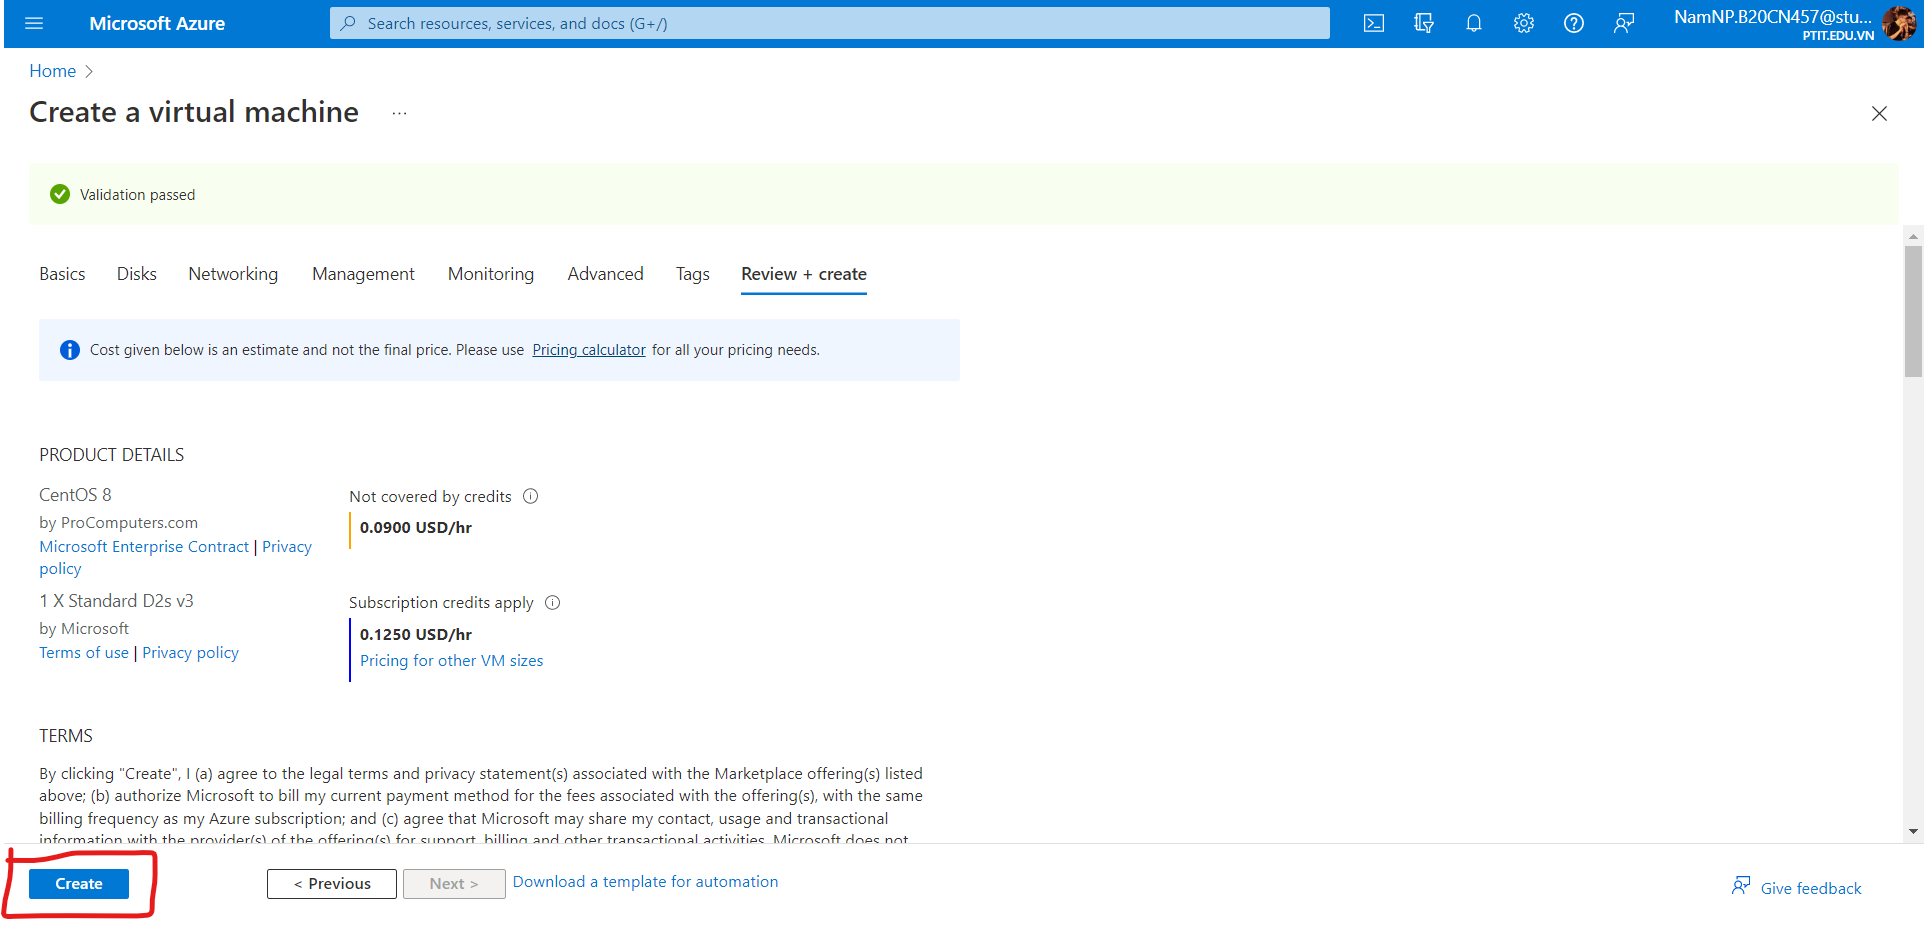 Microsoft Azure
Search resources, services, and docs (G+/)
NamNP.B20CN457@stu...
PTIT.EDU.VN
Home
Create a virtual machine
...
Validation passed
Basics Disks Networking Management Monitoring Advanced Tags Review + create
Cost given below is an estimate and not the final price. Please use Pricing calculator for all your pricing needs.
PRODUCT DETAILS
CentOS 8
by ProComputers.com
Microsoft Enterprise Contract | Privacy
policy
Not covered by credits
0.0900 USD/hr
1 X Standard D2s v3
by Microsoft
Terms of use | Privacy policy
Subscription credits apply
0.1250 USD/hr
Pricing for other VM sizes
TERMS
By clicking "Create", I (a) agree to the legal terms and privacy statement(s) associated with the Marketplace offering(s) listed
above; (b) authorize Microsoft to bill my current payment method for the fees associated with the offering(s), with the same
billing frequency as my Azure subscription; and (c) agree that Microsoft may share my contact, usage and transactional
information with the provider(s) of the offering(s) for support, billing and other transactional activities. Microsoft does not
Create
< Previous
Next >
Download a template for automation
Give feedback